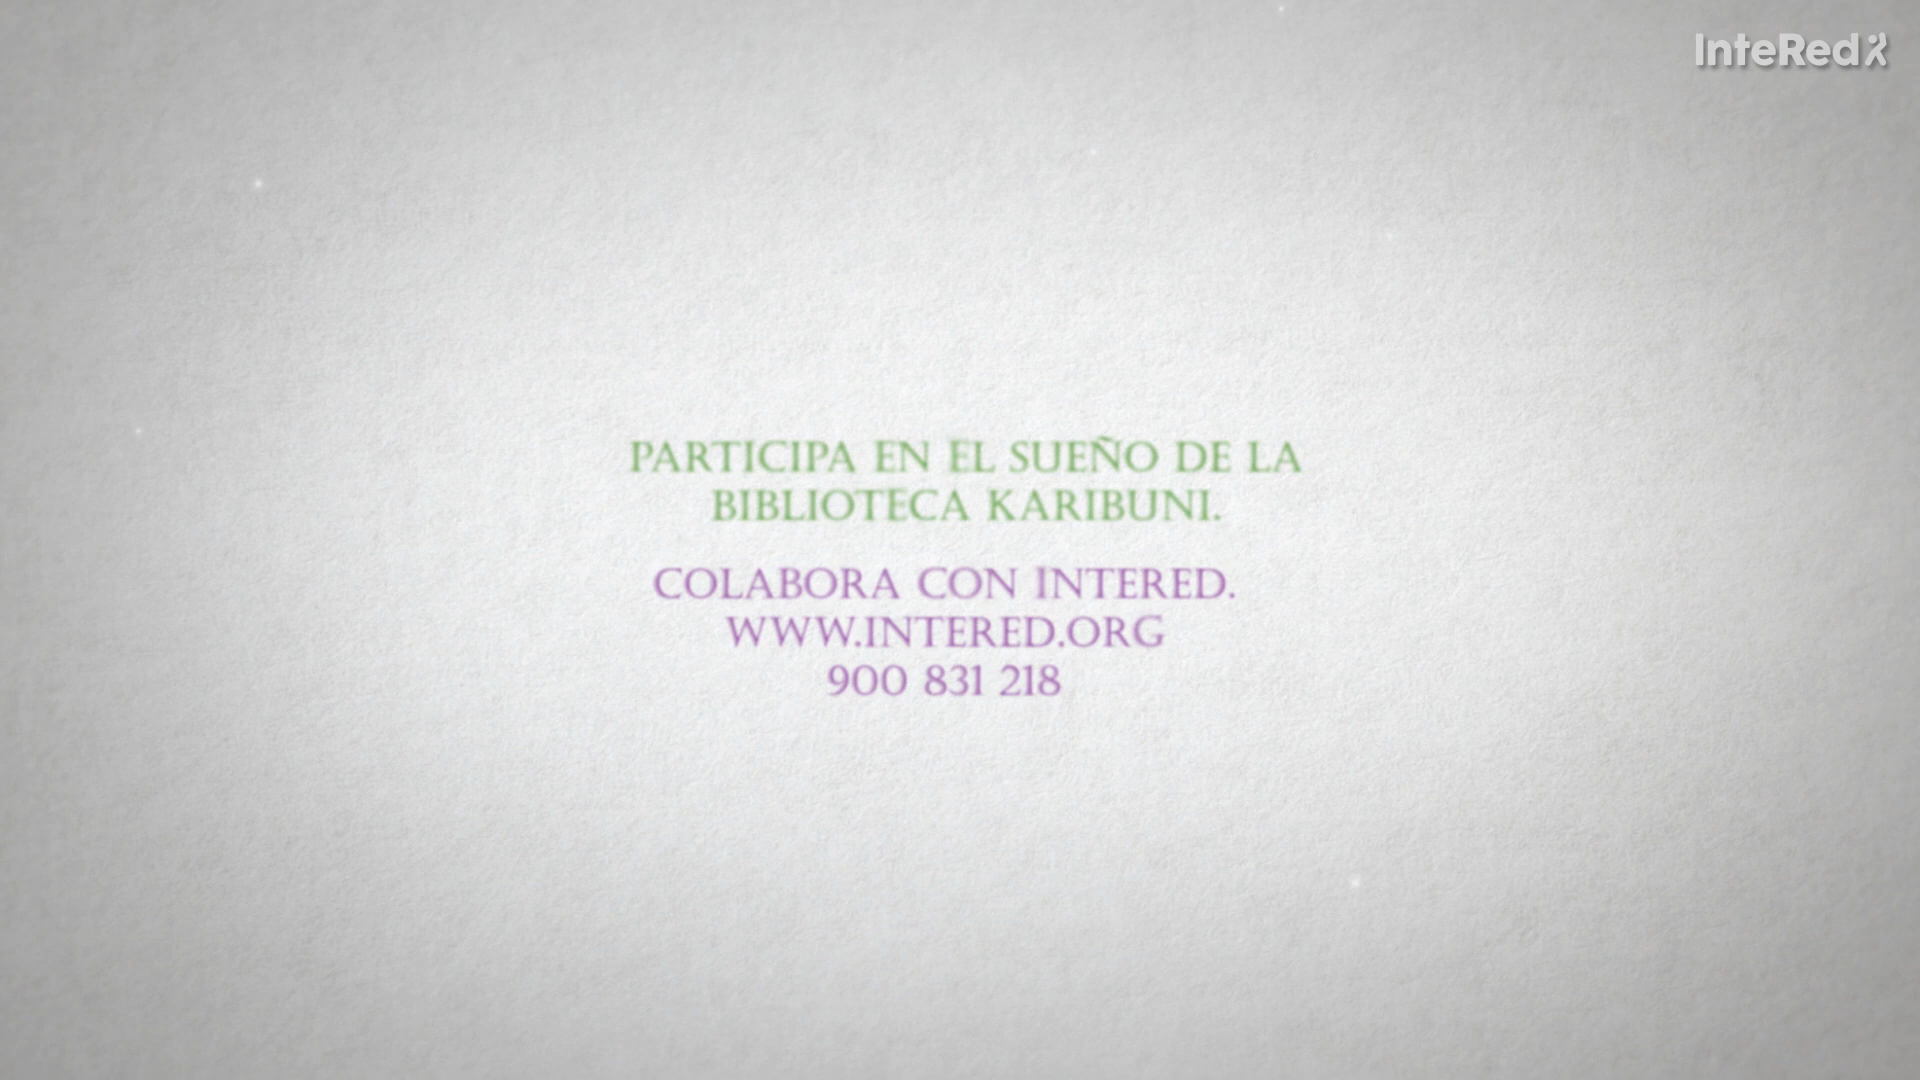 InteRed
PARTICIPA EN EL SUEÑO DE LA
BIBLIOTECA KARIBUNI.
COLABORA CON INTERED.
WWW.INTERED.ORG
900 831 218